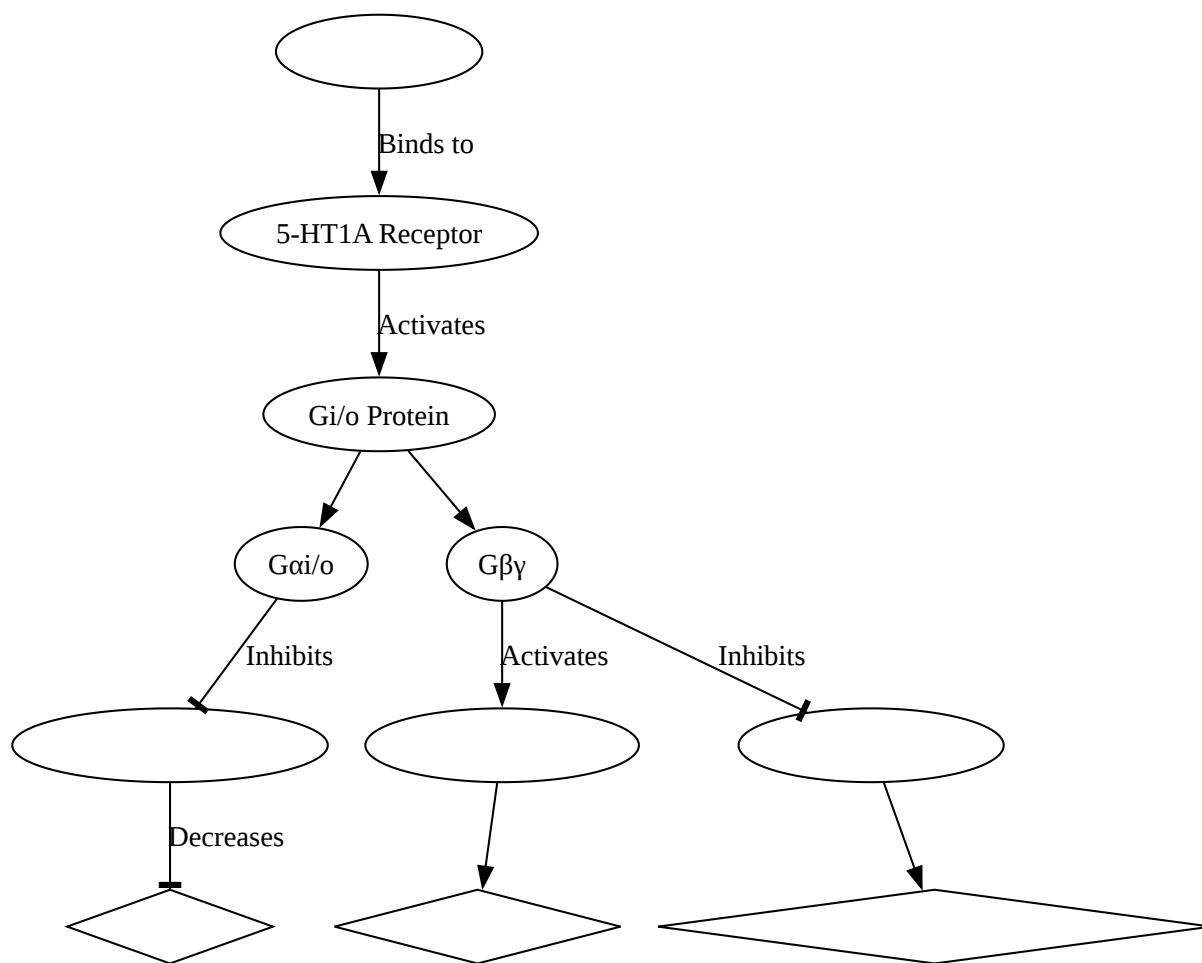 Binds to
5-HT1A Receptor
Activates
Gi/o Protein
Gαi/o
Gβγ
Inhibits
Activates
Inhibits
Decreases